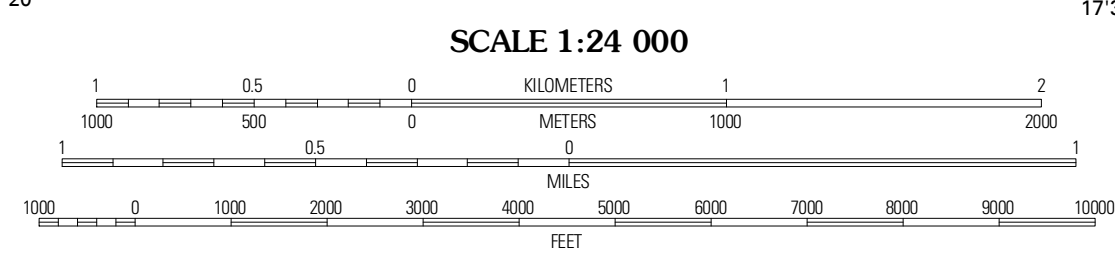 20
17'3
SCALE 1:24 000
1 0.5 0 KILOMETERS 1 2
1000 500 0 METERS 1000 2000
1 0.5 0 1
MILES
1000 0 1000 2000 3000 4000 5000 6000 7000 8000 9000 10000
FEET